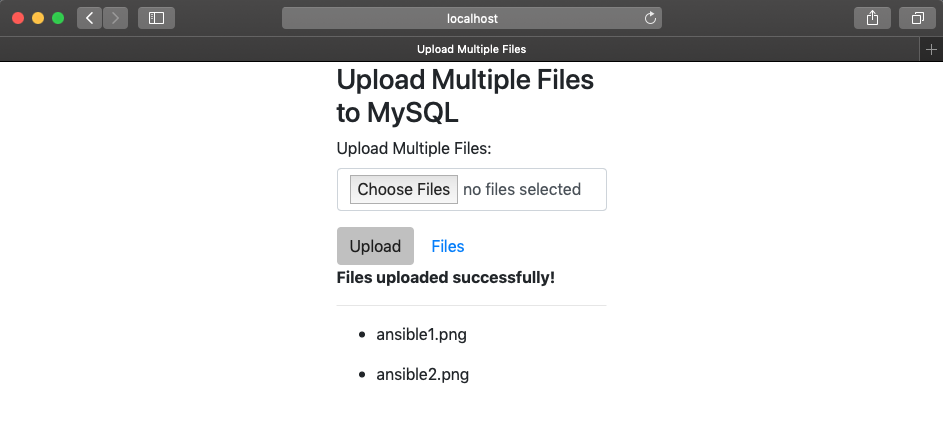 localhost
Upload Multiple Files
Upload Multiple Files
to MySQL
Upload Multiple Files:
Choose Files no files selected
Upload Files
Files uploaded successfully!
ansible1.png
ansible2.png